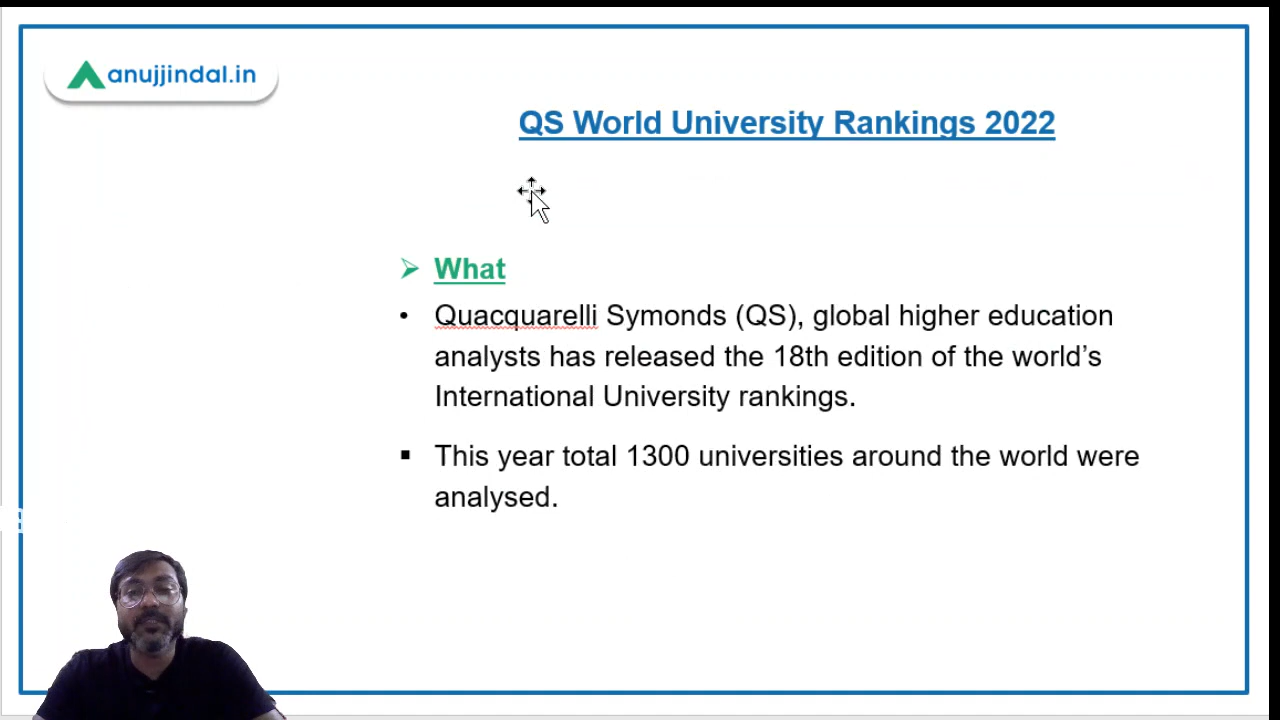 anujjindal.in
QS World University Rankings 2022
What
Quacquarelli Symonds (QS), global higher education
analysts has released the 18th edition of the world’s
International University rankings.
This year total 1300 universities around the world were
analysed.